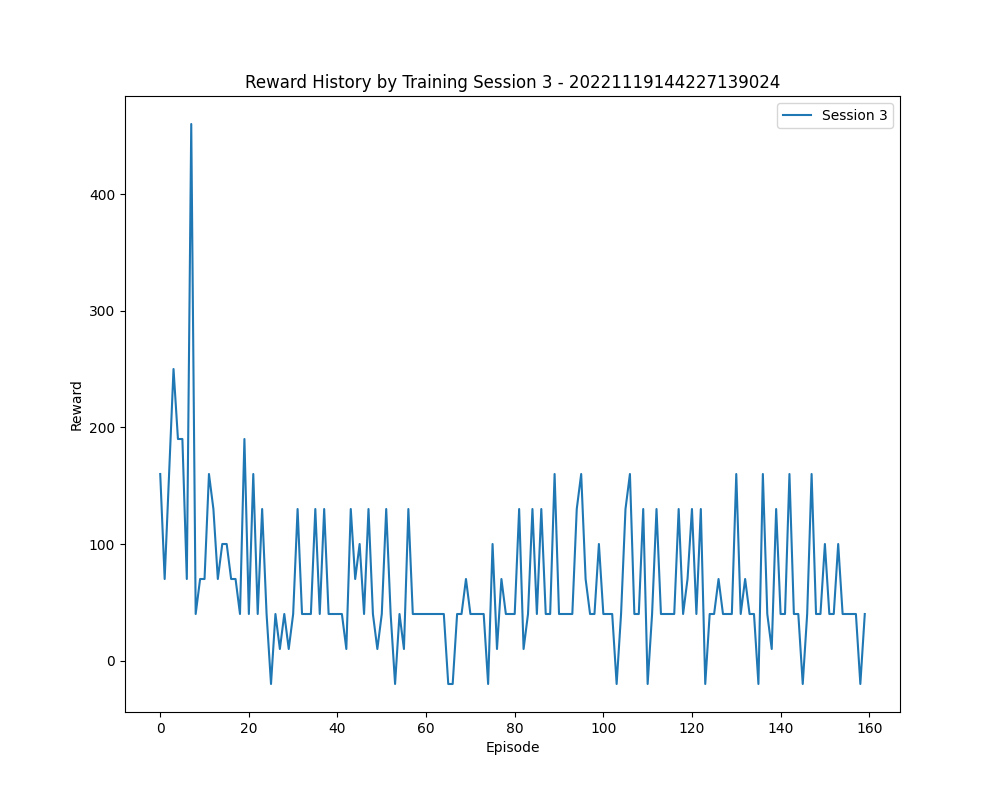 Reward History by Training Session 3 - 20221119144227139024
Session 3
400
300
200
100
0
Reward
0 20 40 60 80 100 120 140 160
Episode